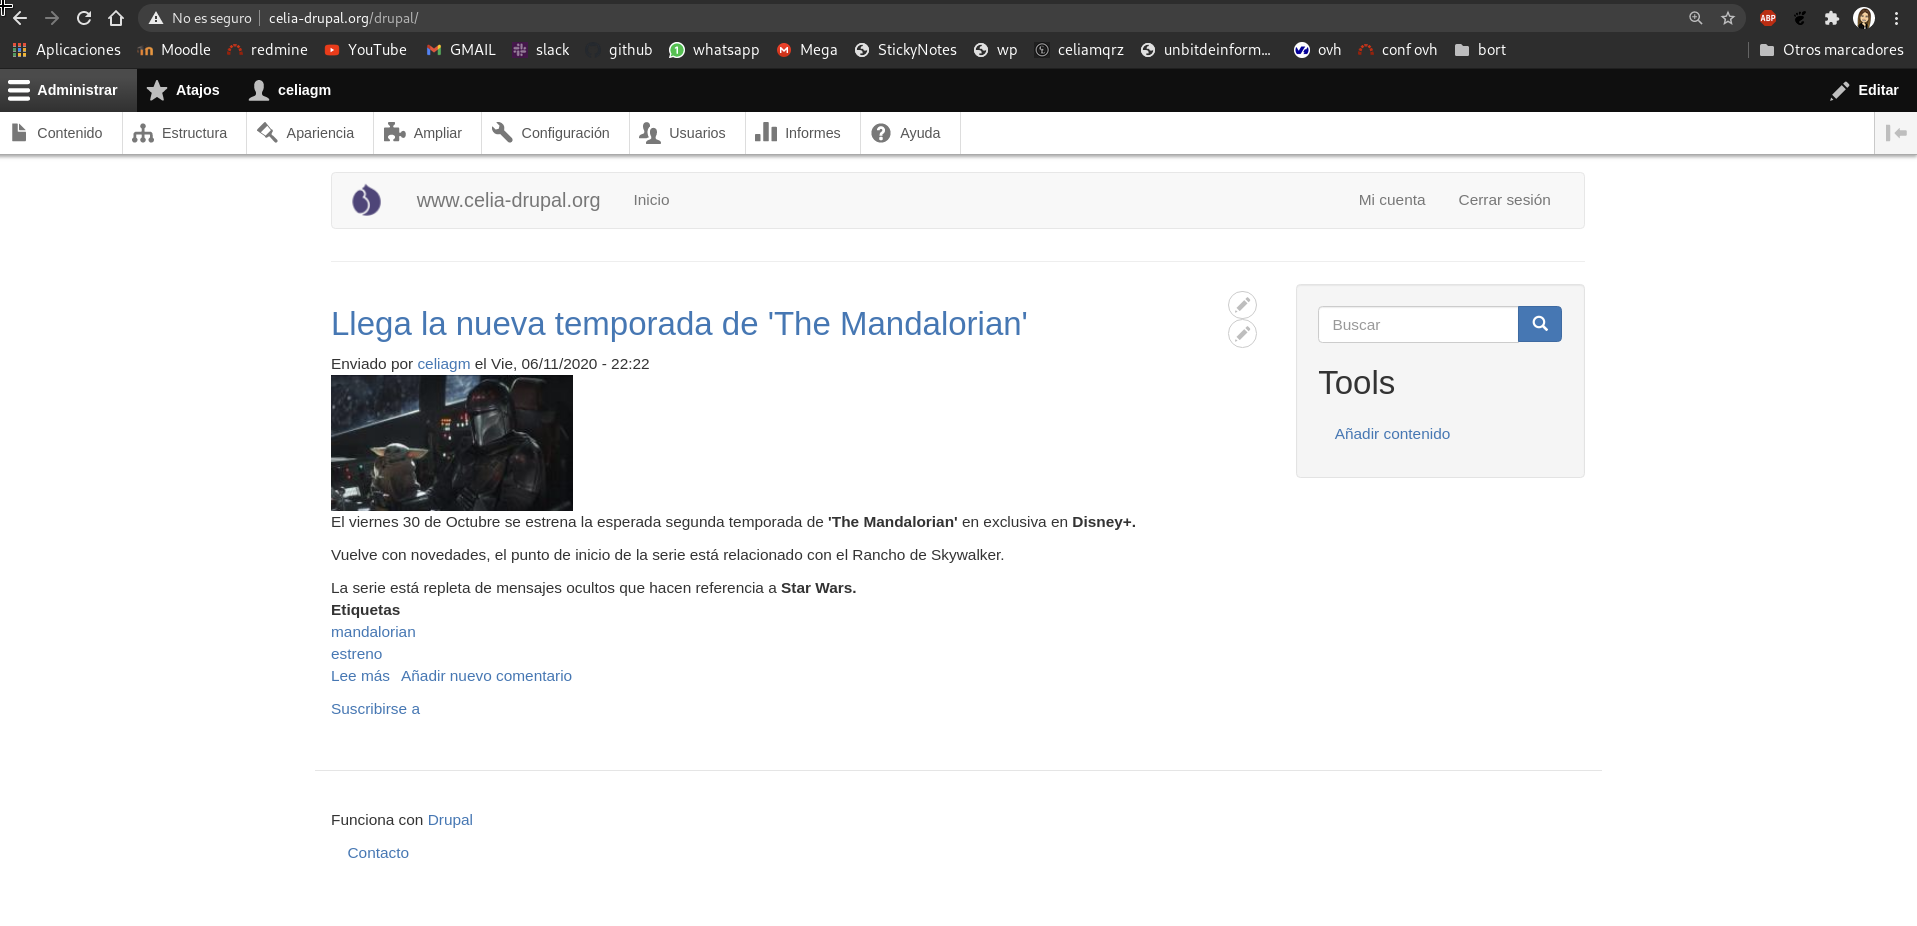 No es seguro celia-drupal.org/drupal/ ABP
Aplicaciones Moodle redmine YouTube GMAIL slack github 1 whatsapp M Mega StickyNotes wp celiamqrz unbitdeinform... ovh conf ovh bort Otros marcadores
Administrar Atajos celiagm Editar
Contenido Estructura Apariencia Ampliar Configuración Usuarios Informes Ayuda
www.celia-drupal.org Inicio Mi cuenta Cerrar sesión
Llega la nueva temporada de 'The Mandalorian'
Enviado por celiagm el Vie, 06/11/2020 - 22:22
El viernes 30 de Octubre se estrena la esperada segunda temporada de 'The Mandalorian' en exclusiva en Disney+.
Vuelve con novedades, el punto de inicio de la serie está relacionado con el Rancho de Skywalker.
La serie está repleta de mensajes ocultos que hacen referencia a Star Wars.
Etiquetas
mandalorian
estreno
Lee más Añadir nuevo comentario
Suscribirse a
Buscar
Tools
Añadir contenido
Funciona con Drupal
Contacto